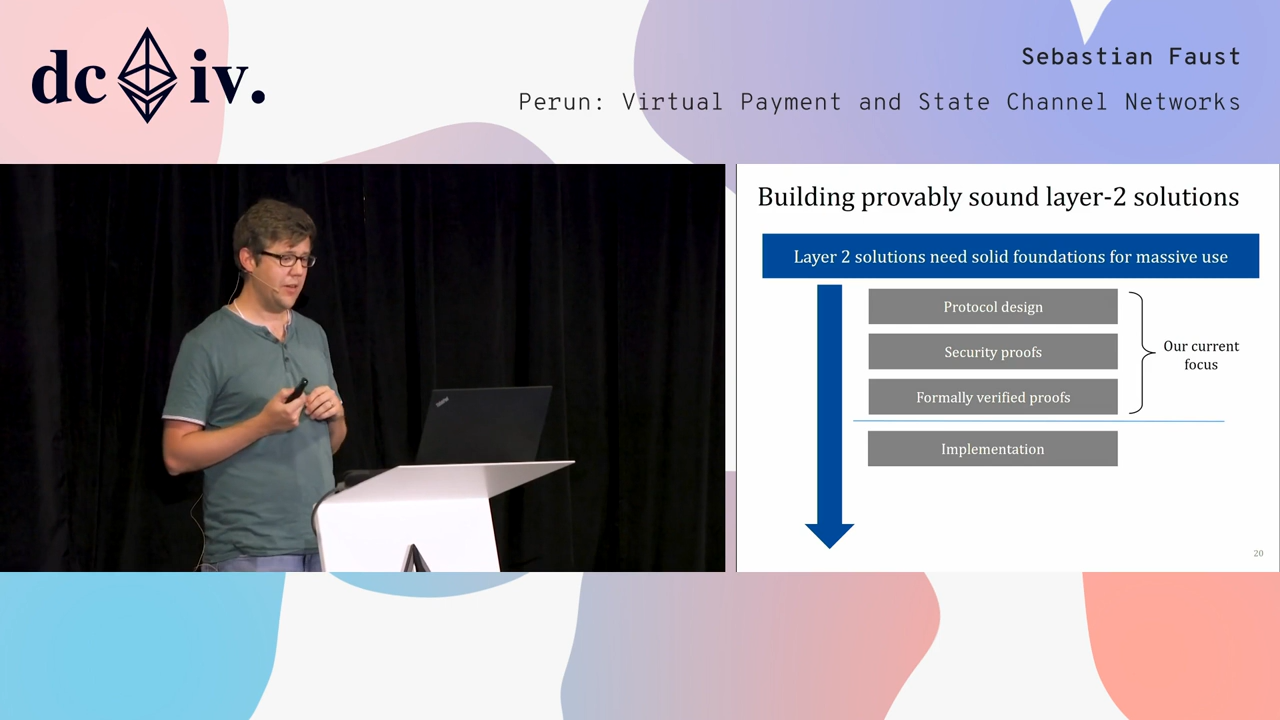 dc iv.
Sebastian Faust
Perun: Virtual Payment and State Channel Networks
Building provably sound layer-2 solutions
Layer 2 solutions need solid foundations for massive use
Protocol design
Security proofs
Formally verified proofs
Implementation
Our current
focus
20